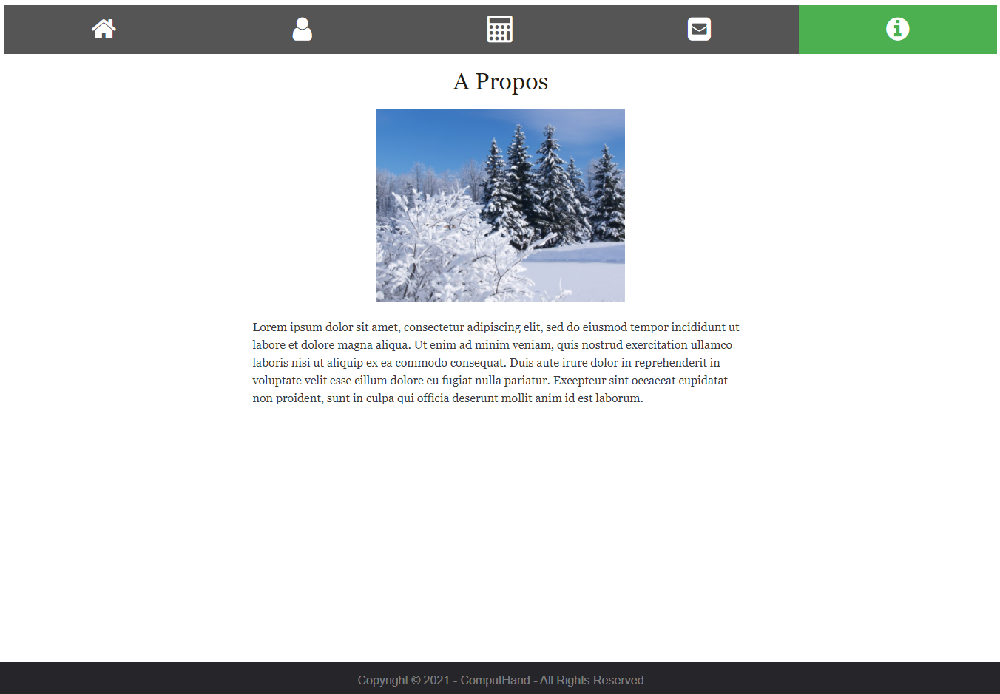 A Propos
Lorem ipsum dolor sit amet, consectetur adipiscing elit, sed do eiusmod tempor incididunt ut
labore et dolore magna aliqua. Ut enim ad minim veniam, quis nostrud exercitation ullamco
laboris nisi ut aliquip ex ea commodo consequat. Duis aute irure dolor in reprehenderit in
voluptate velit esse cillum dolore eu fugiat nulla pariatur. Excepteur sint occaecat cupidatat
non proident, sunt in culpa qui officia deserunt mollit anim id est laborum.
Copyright © 2021 - ComputHand - All Rights Reserved